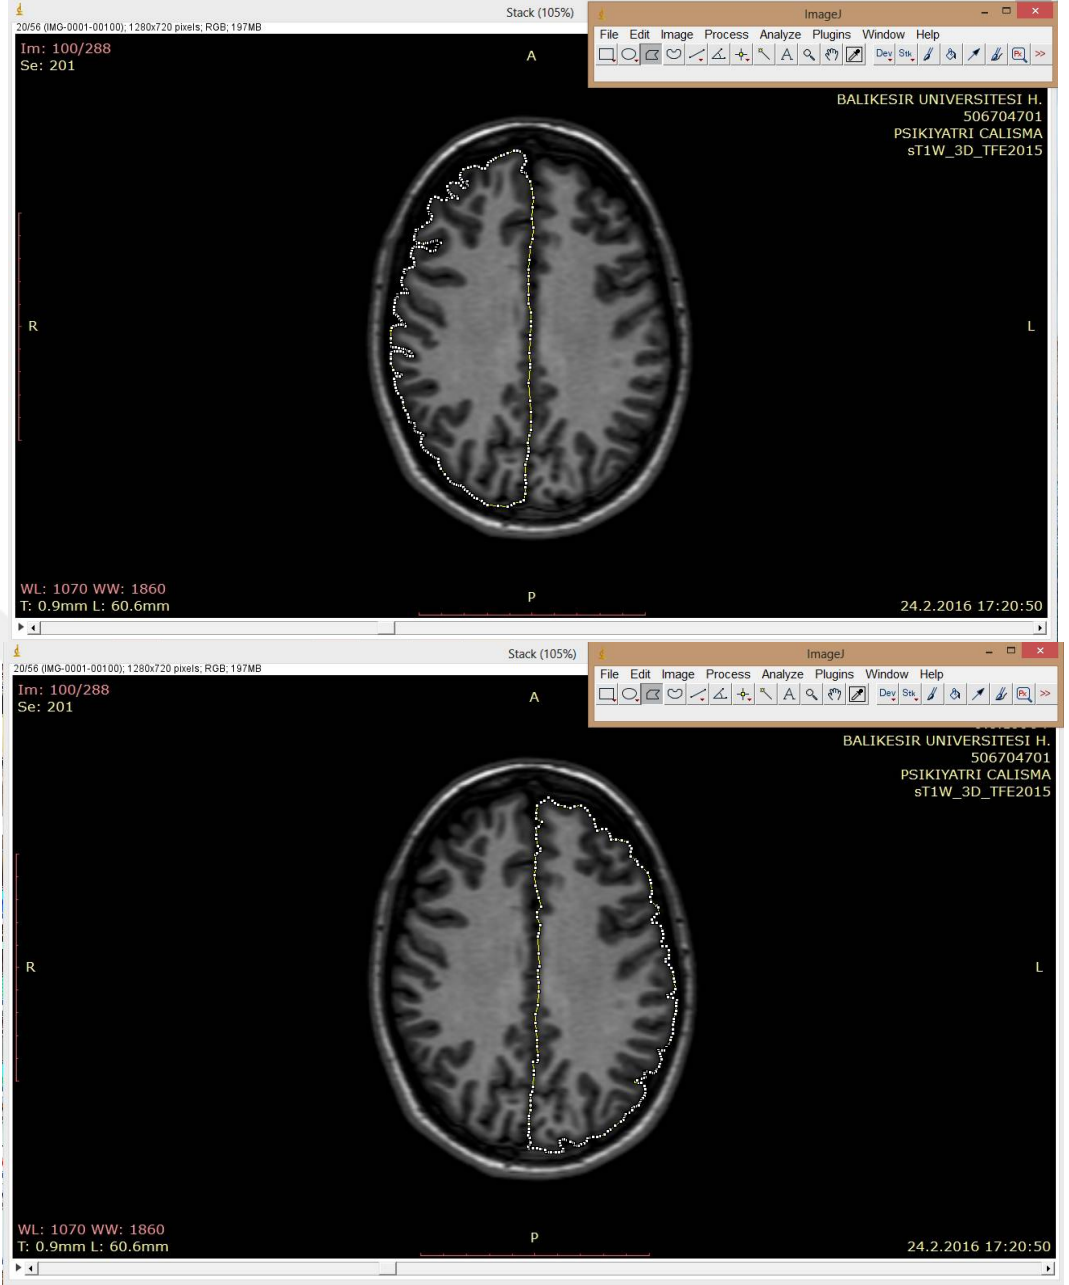 Stack (105%)
ImageJ
20/56 (IMG-0001-00100); 1280x720 pixels; RGB; 197MB
File Edit Image Process Analyze Plugins Window Help
Im: 100/288
Se: 201
A
Dev Stk
>>
BALIKESIR UNIVERSITESI H.
506704701
PSIKIYATRI CALISMA
sT1W_3D_TFE2015
R
L
WL: 1070 WW: 1860
T: 0.9mm L: 60.6mm
P
24.2.2016 17:20:50
Stack (105%)
ImageJ
20/56 (IMG-0001-00100); 1280x720 pixels; RGB; 197MB
File Edit Image Process Analyze Plugins Window Help
Im: 100/288
Se: 201
A
Dev Stk
>>
BALIKESIR UNIVERSITESI H.
506704701
PSIKIYATRI CALISMA
sT1W_3D_TFE2015
R
L
WL: 1070 WW: 1860
T: 0.9mm L: 60.6mm
P
24.2.2016 17:20:50